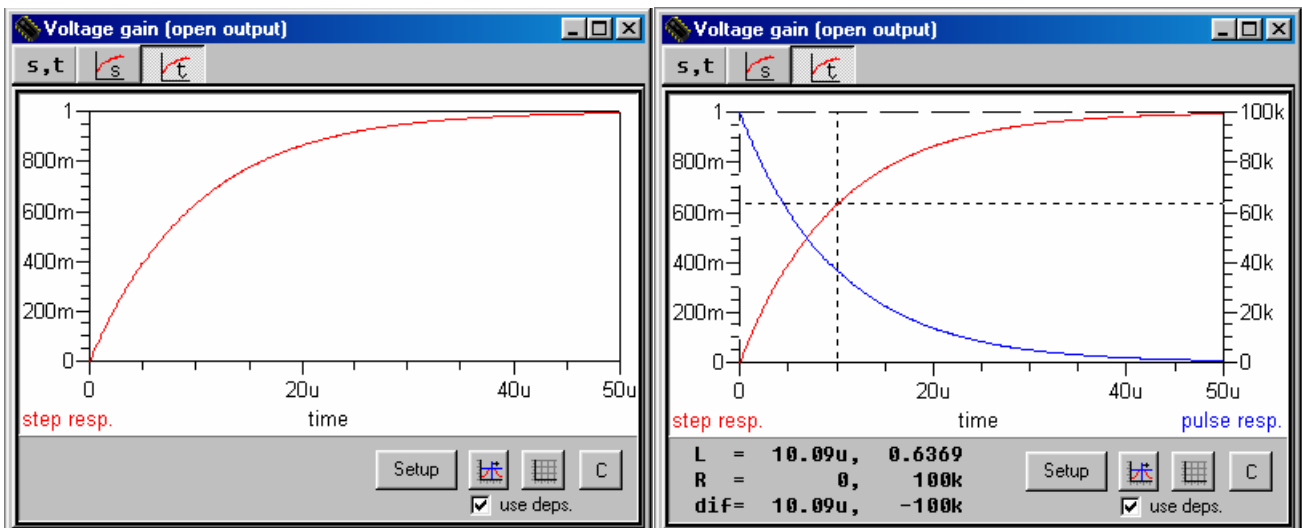 Voltage gain (open output)
s,t s t
1
800m
600m
400m
200m
0
0 20u 40u 50u
step resp. time
Setup C
use deps.
Voltage gain (open output)
s,t s t
1 100k
800m 80k
600m 60k
400m 40k
200m 20k
0 0
0 20u 40u 50u
step resp. time pulse resp.
L = 10.09u, 0.6369
R = 0, 100k
dif= 10.09u, -100k
Setup C
use deps.